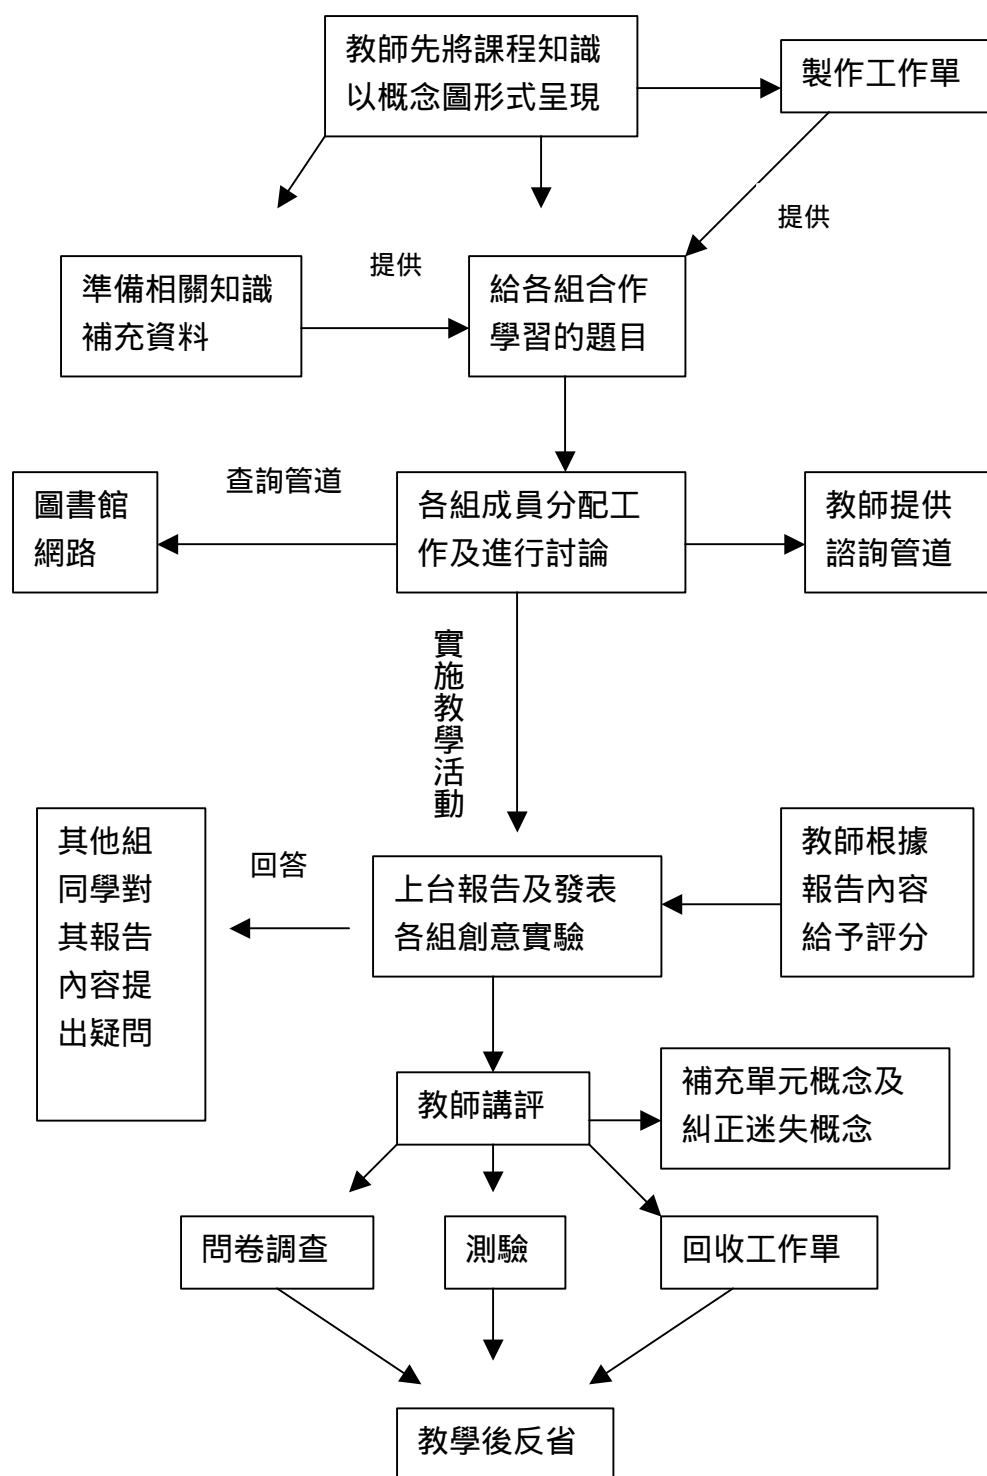 教師先將課程知識
以概念圖形式呈現
製作工作單
提供
提供
準備相關知識
補充資料
給各組合作
學習的題目
查詢管道
圖書館
網路
各組成員分配工
作及進行討論
教師提供
諮詢管道
實施教學活動
其他組
同學對
其報告
內容提
出疑問
回答
上台報告及發表
各組創意實驗
教師根據
報告內容
給予評分
教師講評
補充單元概念及
糾正迷失概念
問卷調查
測驗
回收工作單
教學後反省